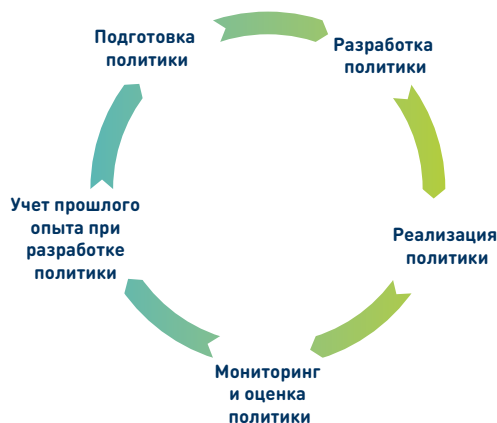 Подготовка
политики
Разработка
политики
Реализация
политики
Мониторинг
и оценка
политики
Учет прошлого
опыта при
разработке
политики